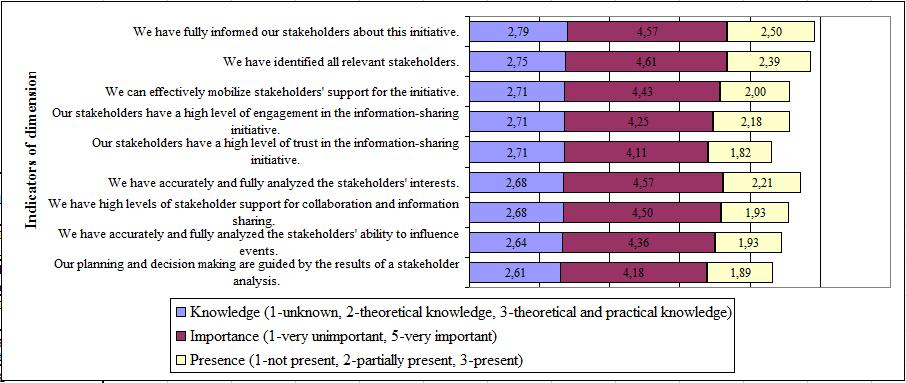 Indicators of dimension
We have fully informed our stakeholders about this initiative.
2,79 4,57 2,50
We have identified all relevant stakeholders.
2,75 4,61 2,39
We can effectively mobilize stakeholders' support for the initiative.
2,71 4,43 2,00
Our stakeholders have a high level of engagement in the information-sharing
initiative.
2,71 4,25 2,18
Our stakeholders have a high level of trust in the information-sharing
initiative.
2,71 4,11 1,82
We have accurately and fully analyzed the stakeholders' interests.
2,68 4,57 2,21
We have high levels of stakeholder support for collaboration and information
sharing.
2,68 4,50 1,93
We have accurately and fully analyzed the stakeholders' ability to influence
events.
2,64 4,36 1,93
Our planning and decision making are guided by the results of a stakeholder
analysis.
2,61 4,18 1,89
Knowledge (1-unknown, 2-theoretical knowledge, 3-theoretical and practical knowledge)
Importance (1-very unimportant, 5-very important)
Presence (1-not present, 2-partially present, 3-present)